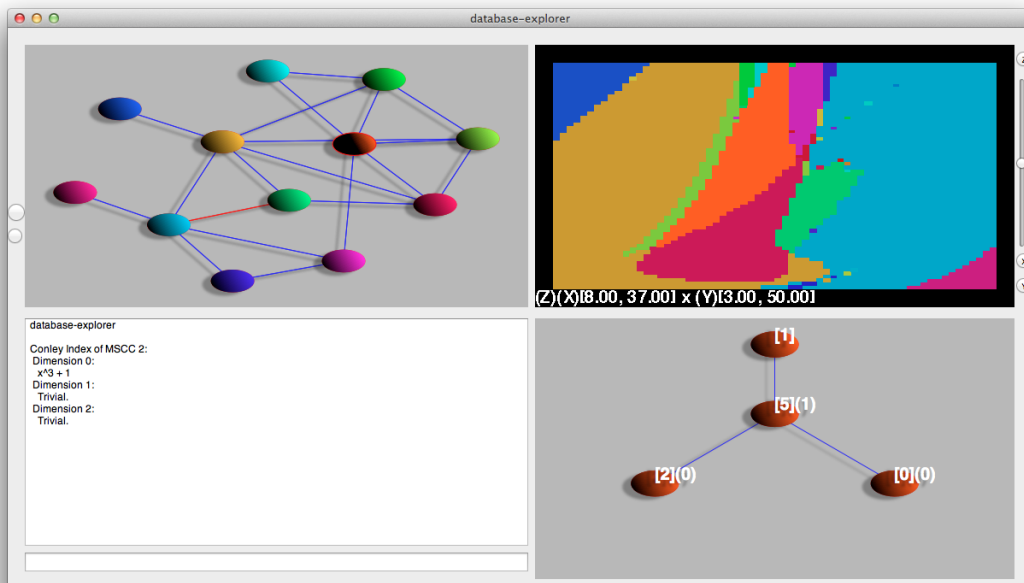 database-explorer
(Z)(X)[8.00, 37.00] x (Y)[3.00, 50.00]
database-explorer
Conley Index of MSCC 2:
Dimension 0:
x^3 + 1
Dimension 1:
Trivial.
Dimension 2:
Trivial.
[1]
[5](1)
[2](0)
[0](0)